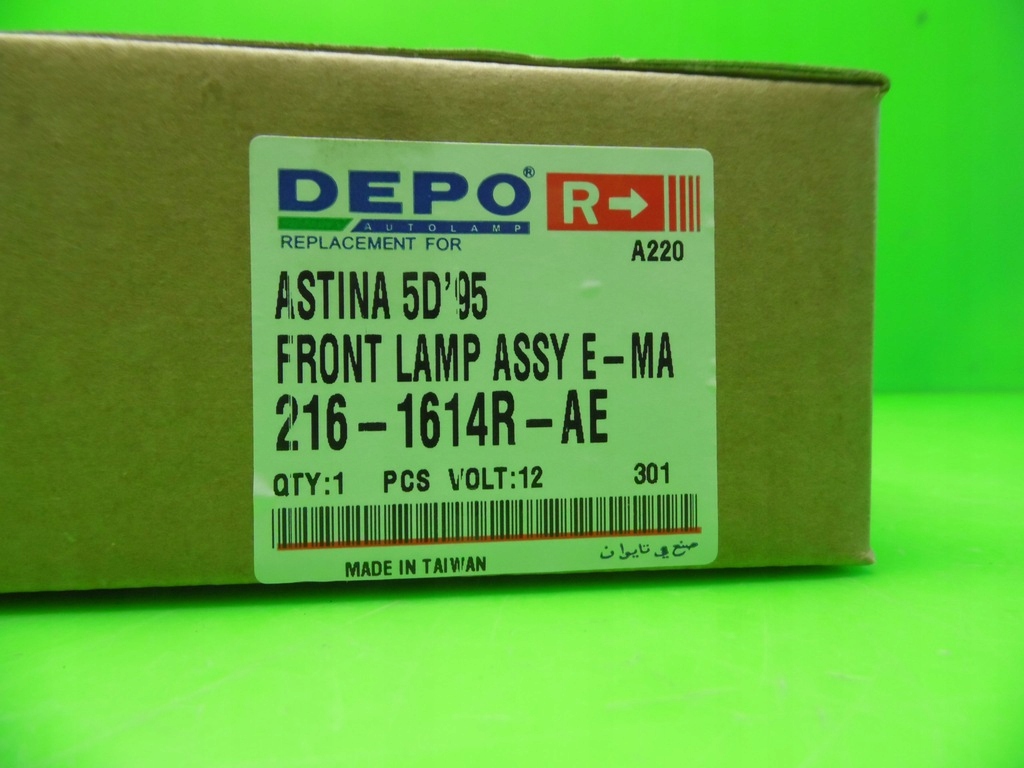 DEPO® R→
AUTOLAMP
REPLACEMENT FOR
A220
ASTINA 5D'95
FRONT LAMP ASSY E-MA
216-1614R-AE
QTY:1 PCS VOLT:12 301
صنع في تايوان
MADE IN TAIWAN